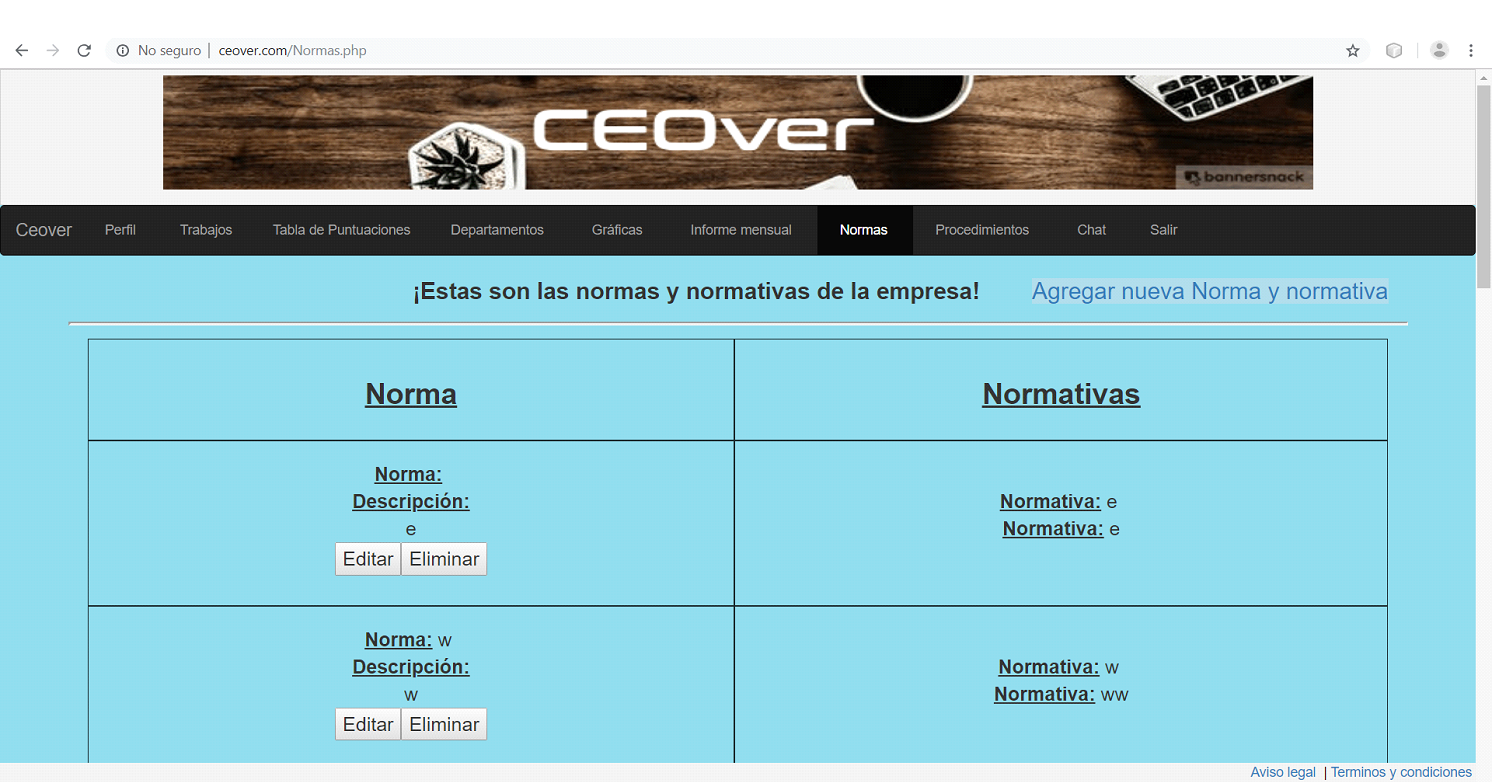 No seguro | ceover.com/Normas.php
CEOver
bannersnack
Ceover Perfil Trabajos Tabla de Puntuaciones Departamentos Gráficas Informe mensual Normas Procedimientos Chat Salir
¡Estas son las normas y normativas de la empresa! Agregar nueva Norma y normativa
Norma Normativas
Norma:
Descripción:
e
Editar Eliminar
Normativa: e
Normativa: e
Norma: w
Descripción:
w
Editar Eliminar
Normativa: w
Normativa: ww
Aviso legal | Terminos y condiciones